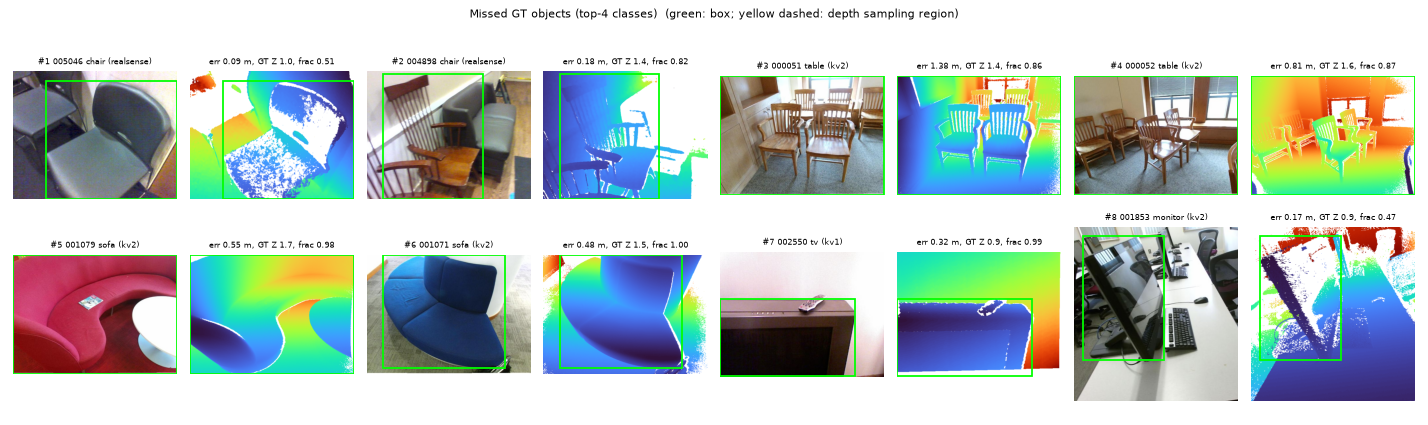 Missed GT objects (top-4 classes)  (green: box; yellow dashed: depth sampling region)
#1 005046 chair (realsense)
err 0.09 m, GT Z 1.0, frac 0.51
#2 004898 chair (realsense)
err 0.18 m, GT Z 1.4, frac 0.82
#3 000051 table (kv2)
err 1.38 m, GT Z 1.4, frac 0.86
#4 000052 table (kv2)
err 0.81 m, GT Z 1.6, frac 0.87
#5 001079 sofa (kv2)
err 0.55 m, GT Z 1.7, frac 0.98
#6 001071 sofa (kv2)
err 0.48 m, GT Z 1.5, frac 1.00
#7 002550 tv (kv1)
err 0.32 m, GT Z 0.9, frac 0.99
#8 001853 monitor (kv2)
err 0.17 m, GT Z 0.9, frac 0.47